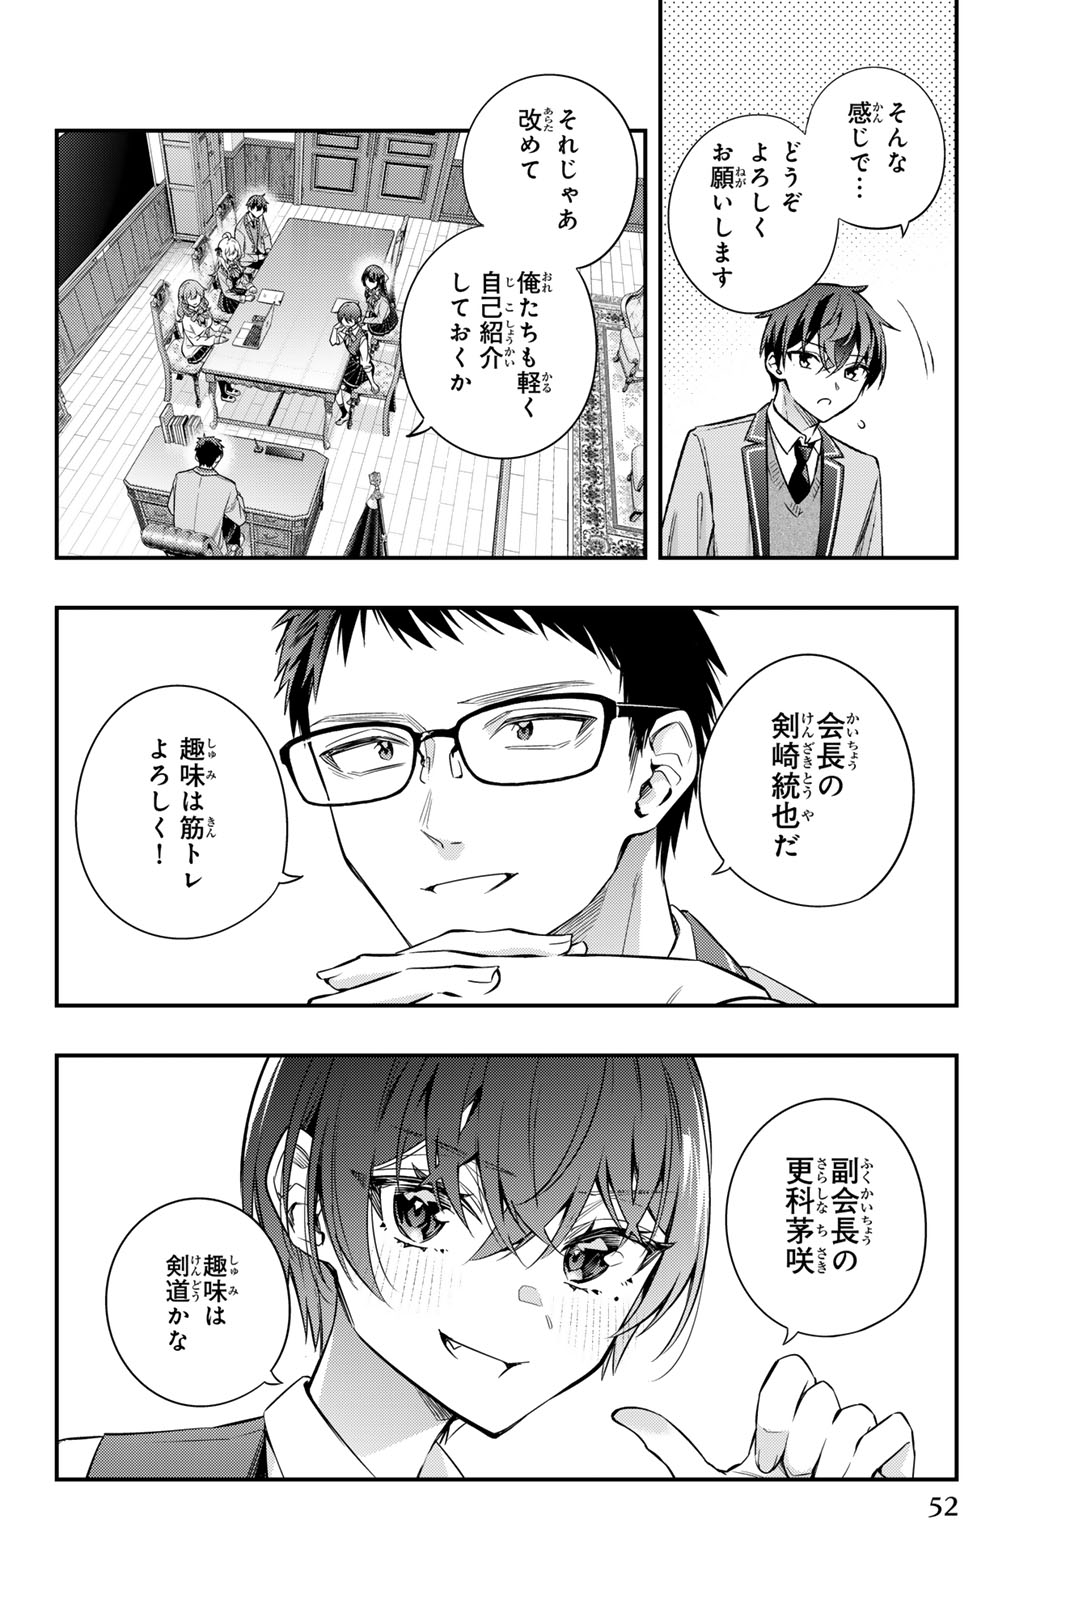 そんな
感じで…
どうぞ
よろしく
お願いします
それじゃあ
改めて
俺たちも軽く
自己紹介
しておくか
会長の
剣崎統也だ
趣味は筋トレ
よろしく！
副会長の
更科茅咲
趣味は
剣道かな
52